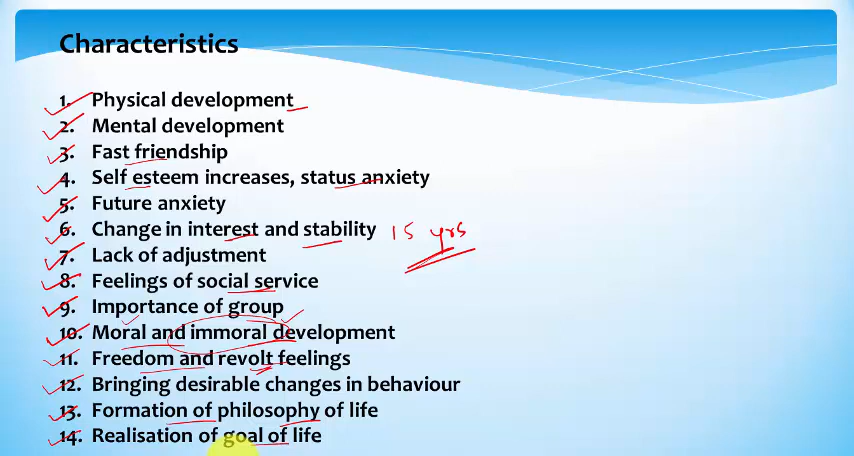 Characteristics
1. Physical development
2. Mental development
3. Fast friendship
4. Self esteem increases, status anxiety
5. Future anxiety
6. Change in interest and stability 15 yrs
7. Lack of adjustment
8. Feelings of social service
9. Importance of group
10. Moral and immoral development
11. Freedom and revolt feelings
12. Bringing desirable changes in behaviour
13. Formation of philosophy of life
14. Realisation of goal of life